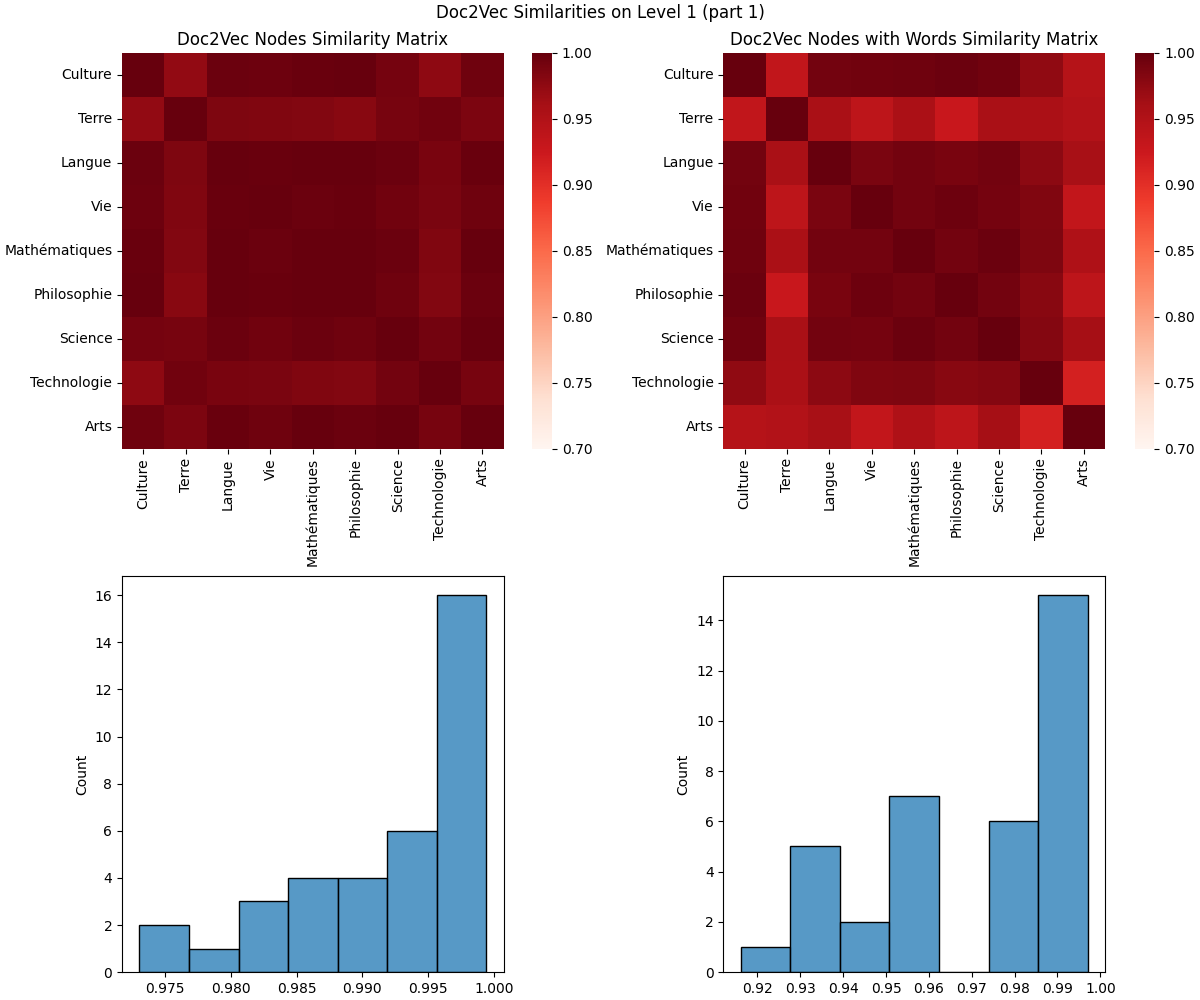 Doc2Vec Similarities on Level 1 (part 1)
Doc2Vec Nodes Similarity Matrix
Culture
Terre
Langue
Vie
Mathématiques
Philosophie
Science
Technologie
Arts
Culture
Terre
Langue
Vie
Mathématiques
Philosophie
Science
Technologie
Arts
1.00
0.95
0.90
0.85
0.80
0.75
0.70
Doc2Vec Nodes with Words Similarity Matrix
Culture
Terre
Langue
Vie
Mathématiques
Philosophie
Science
Technologie
Arts
Culture
Terre
Langue
Vie
Mathématiques
Philosophie
Science
Technologie
Arts
1.00
0.95
0.90
0.85
0.80
0.75
0.70
Count
16
14
12
10
8
6
4
2
0
0.975 0.980 0.985 0.990 0.995 1.000
Count
14
12
10
8
6
4
2
0
0.92 0.93 0.94 0.95 0.96 0.97 0.98 0.99 1.00